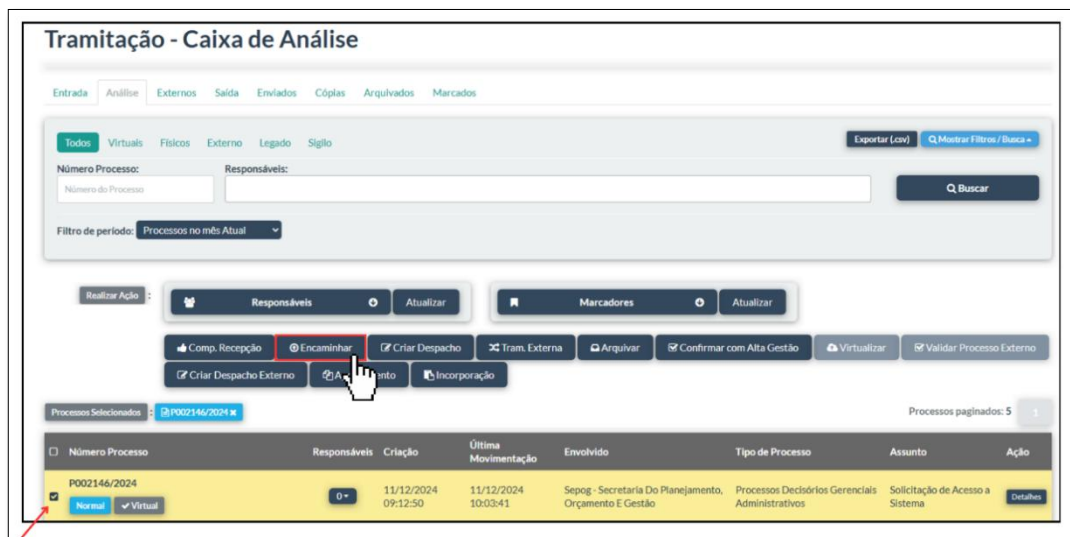 Tramitação - Caixa de Análise
Entrada Análise Externos Saída Enviados Cópias Arquivados Marcados
Todos Virtuais Físicos Externo Legado Sigilo Exportar (.csv) Mostrar Filtros / Busca
Número Processo: Responsáveis:
Número do Processo Buscar
Filtro de período: Processos no mês Atual
Realizar Ação : Responsáveis Atualizar Marcadores Atualizar
Comp. Recepção Encaminhar Criar Despacho Tram. Externa Arquivar Confirmar com Alta Gestão Virtualizar Validar Processo Externo
Criar Despacho Externo Incorporação
Processos Selecionados : P002146/2024 x Processos paginados: 5 1
Número Processo Responsáveis Criação Última Movimentação Envolvido Tipo de Processo Assunto Ação
P002146/2024
Normal Virtual 0 11/12/2024 11/12/2024 Sepog - Secretaria Do Planejamento, Processos Decisórios Gerenciais Solicitação de Acesso a Detalhes
09:12:50 10:03:41 Orçamento E Gestão Administrativos Sistema